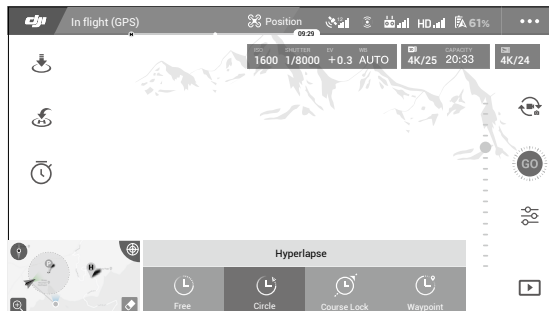 dji In flight (GPS) Position HD 61%
09:29
H
ISO SHUTTER EV WB CAPACITY
1600 1/8000 +0.3 AUTO 4K/25 20:33 4K/24
H
GO
Hyperlapse
H
Free Circle Course Lock Waypoint